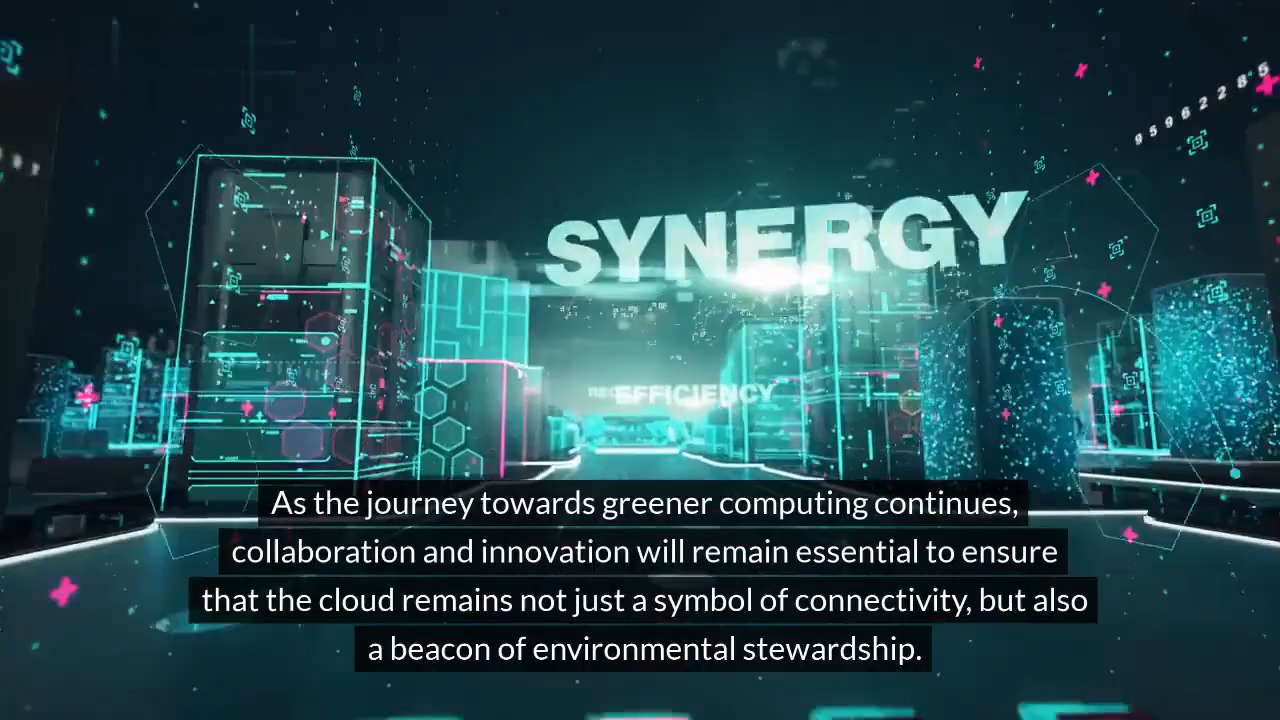 9 5 9 6 2 2 8 5
SYNERGY
EFFICIENCY
As the journey towards greener computing continues,
collaboration and innovation will remain essential to ensure
that the cloud remains not just a symbol of connectivity, but also
a beacon of environmental stewardship.